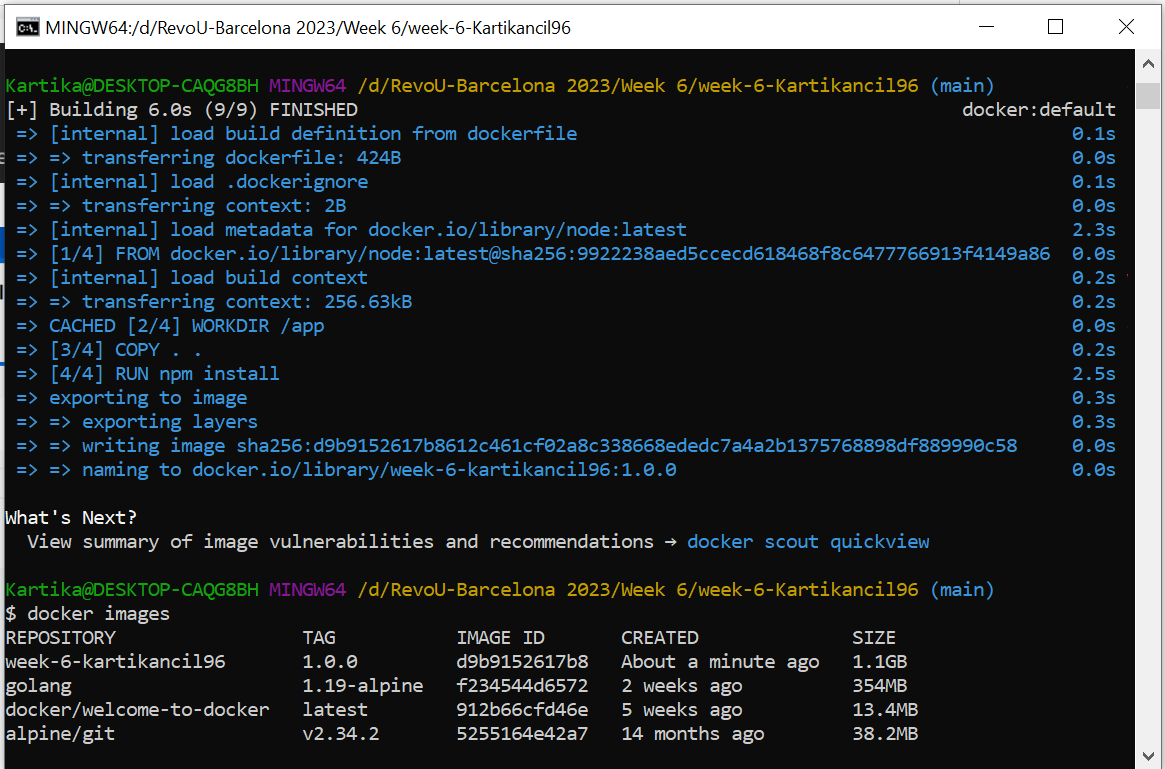 MINGW64:/d/RevoU-Barcelona 2023/Week 6/week-6-Kartikancil96
Kartika@DESKTOP-CAQG8BH MINGW64 /d/RevoU-Barcelona 2023/Week 6/week-6-Kartikancil96 (main)
[+] Building 6.0s (9/9) FINISHED docker:default
=> [internal] load build definition from dockerfile 0.1s
=> => transferring dockerfile: 424B 0.0s
=> [internal] load .dockerignore 0.1s
=> => transferring context: 2B 0.0s
=> [internal] load metadata for docker.io/library/node:latest 2.3s
=> [1/4] FROM docker.io/library/node:latest@sha256:9922238aed5ccecd618468f8c6477766913f4149a86 0.0s
=> [internal] load build context 0.2s
=> => transferring context: 256.63kB 0.2s
=> CACHED [2/4] WORKDIR /app 0.0s
=> [3/4] COPY . . 0.2s
=> [4/4] RUN npm install 2.5s
=> exporting to image 0.3s
=> => exporting layers 0.3s
=> => writing image sha256:d9b9152617b8612c461cf02a8c338668ededc7a4a2b1375768898df889990c58 0.0s
=> => naming to docker.io/library/week-6-kartikancil96:1.0.0 0.0s
What's Next?
View summary of image vulnerabilities and recommendations → docker scout quickview
Kartika@DESKTOP-CAQG8BH MINGW64 /d/RevoU-Barcelona 2023/Week 6/week-6-Kartikancil96 (main)
$ docker images
REPOSITORY TAG IMAGE ID CREATED SIZE
week-6-kartikancil96 1.0.0 d9b9152617b8 About a minute ago 1.1GB
golang 1.19-alpine f234544d6572 2 weeks ago 354MB
docker/welcome-to-docker latest 912b66cfd46e 5 weeks ago 13.4MB
alpine/git v2.34.2 5255164e42a7 14 months ago 38.2MB